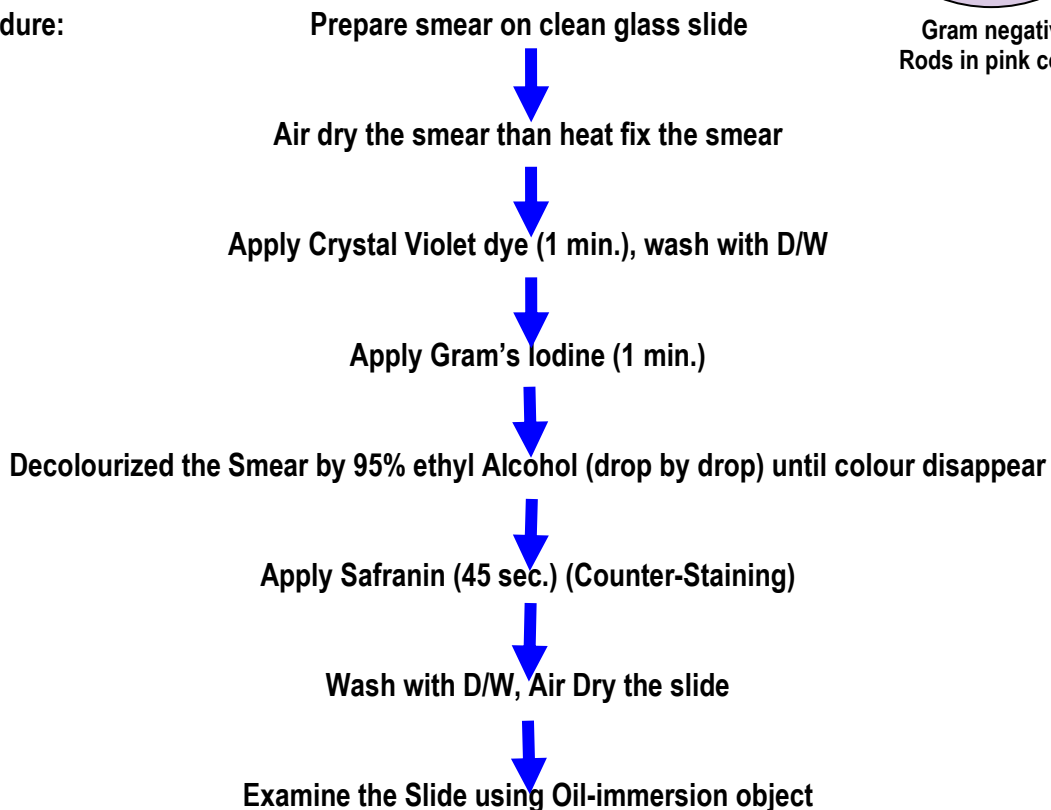 dure:
Prepare smear on clean glass slide
Gram negativ
Rods in pink co
Air dry the smear than heat fix the smear
Apply Crystal Violet dye (1 min.), wash with D/W
Apply Gram's Iodine (1 min.)
Decolourized the Smear by 95% ethyl Alcohol (drop by drop) until colour disappear
Apply Safranin (45 sec.) (Counter-Staining)
Wash with D/W, Air Dry the slide
Examine the Slide using Oil-immersion object